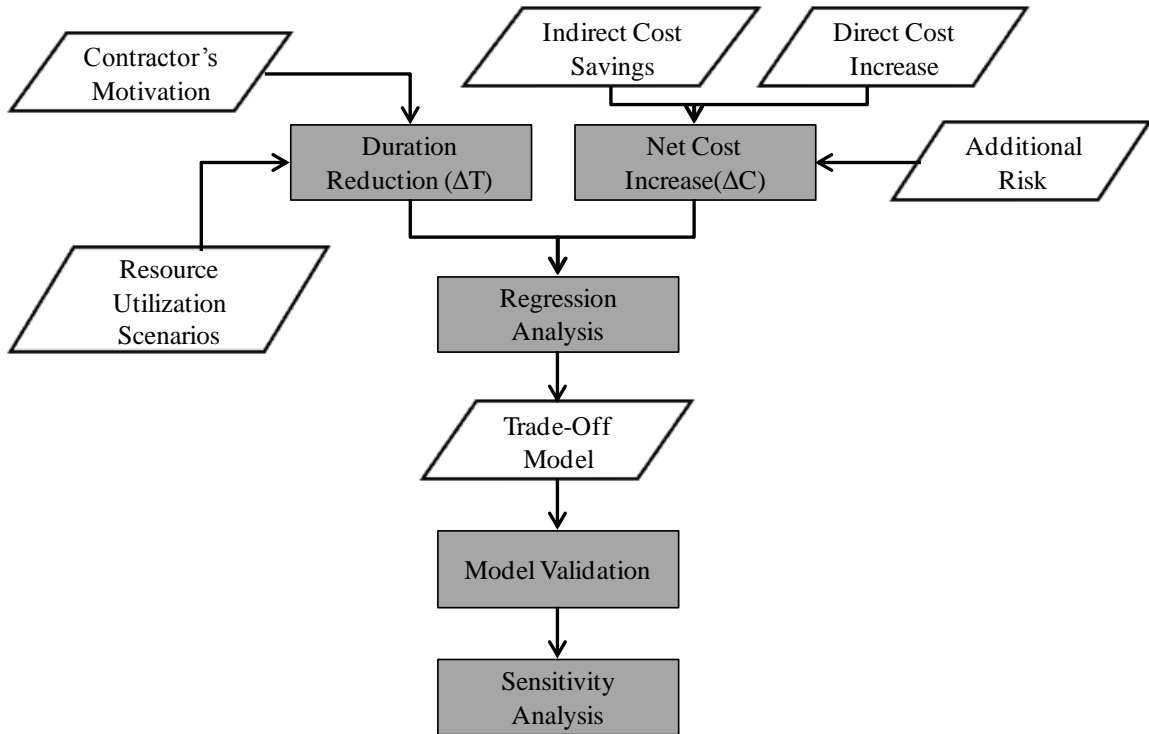 Contractor's
Motivation
Indirect Cost
Savings
Direct Cost
Increase
Duration
Reduction (ΔT)
Net Cost
Increase(ΔC)
Additional
Risk
Resource
Utilization
Scenarios
Regression
Analysis
Trade-Off
Model
Model Validation
Sensitivity
Analysis